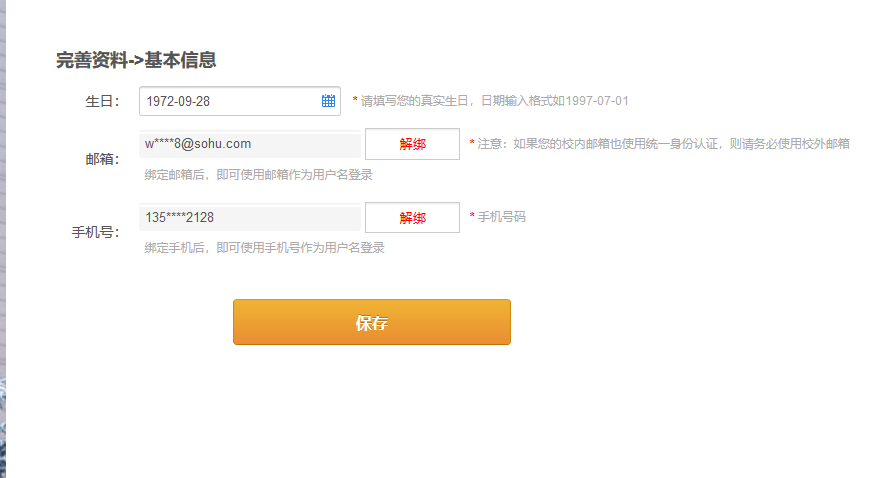 完善资料->基本信息
生日： 1972-09-28 * 请填写您的真实生日，日期输入格式如1997-07-01
邮箱： w****8@sohu.com 解绑 * 注意：如果您的校内邮箱也使用统一身份认证，则请务必使用校外邮箱
绑定邮箱后，即可使用邮箱作为用户名登录
手机号： 135****2128 解绑 * 手机号码
绑定手机后，即可使用手机号作为用户名登录
保存